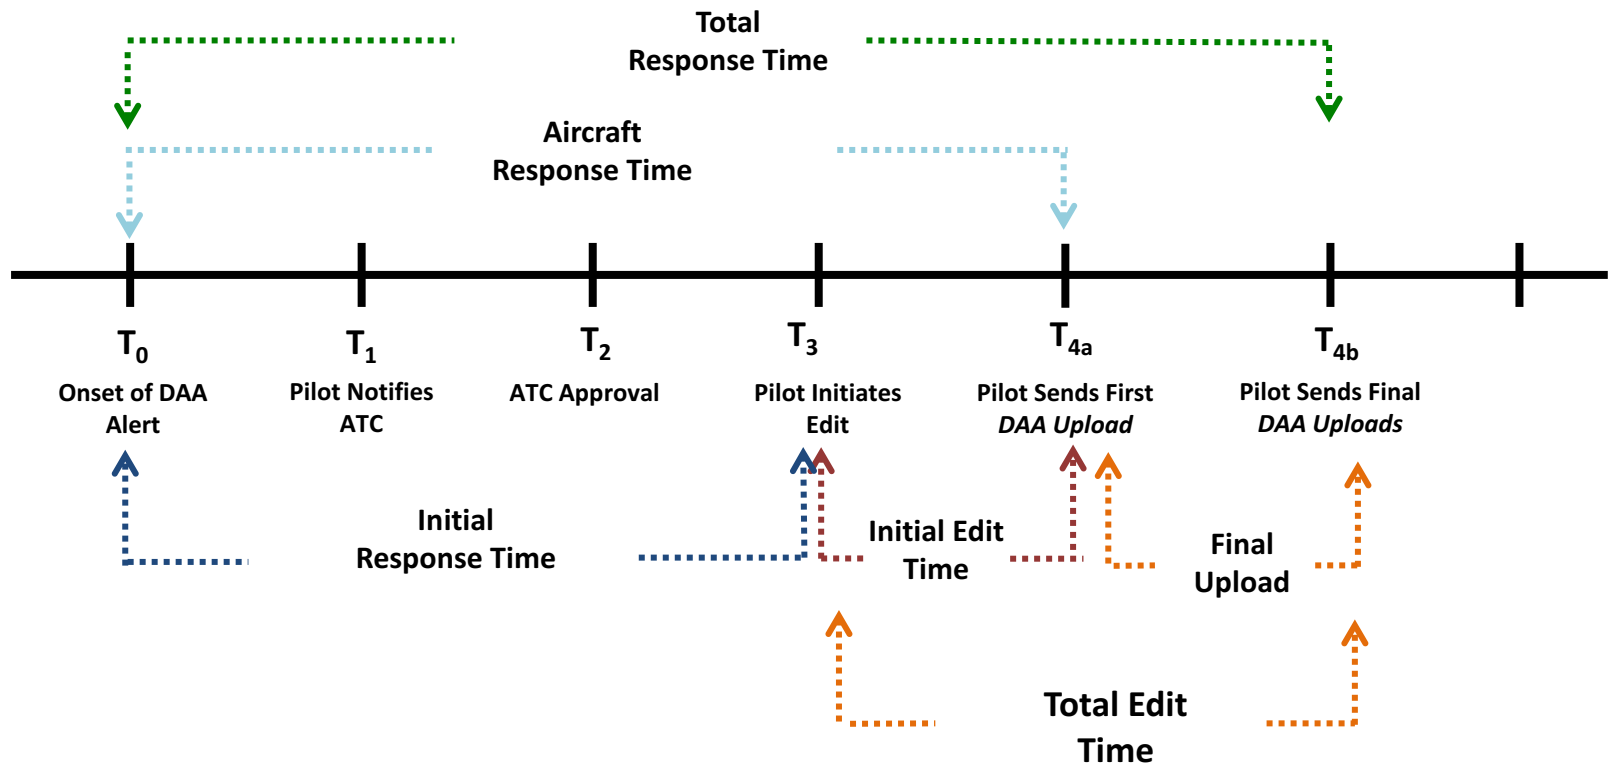 Total
Response Time
Aircraft
Response Time
T0
T1
T2
T3
T4a
T4b
Onset of DAA
Alert
Pilot Notifies
ATC
ATC Approval
Pilot Initiates
Edit
Pilot Sends First
DAA Upload
Pilot Sends Final
DAA Uploads
Initial
Response Time
Initial Edit
Time
Final
Upload
Total Edit
Time